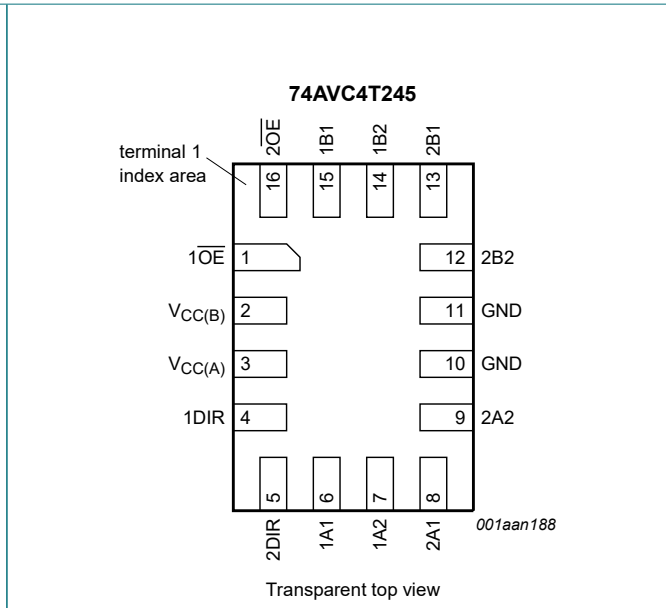 74AVC4T245
2OE̅ 1B1 1B2 2B1
terminal 1
index area
16 15 14 13
1O̅E̅ 1 12 2B2
VCC(B) 2 11 GND
VCC(A) 3 10 GND
1DIR 4 9 2A2
5 6 7 8
2DIR 1A1 1A2 2A1
001aan188
Transparent top view